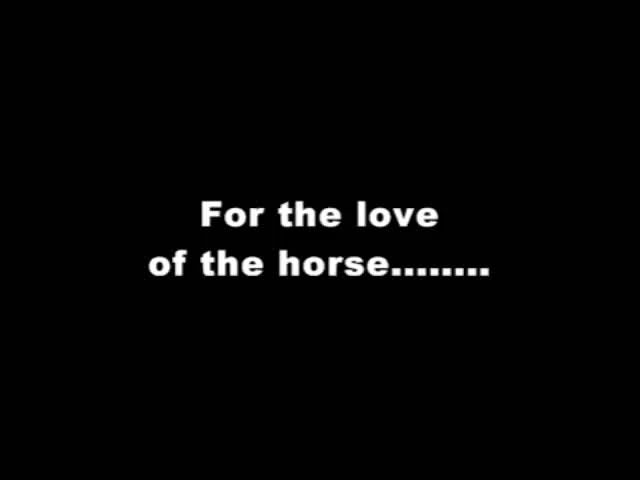 For the love
of the horse........